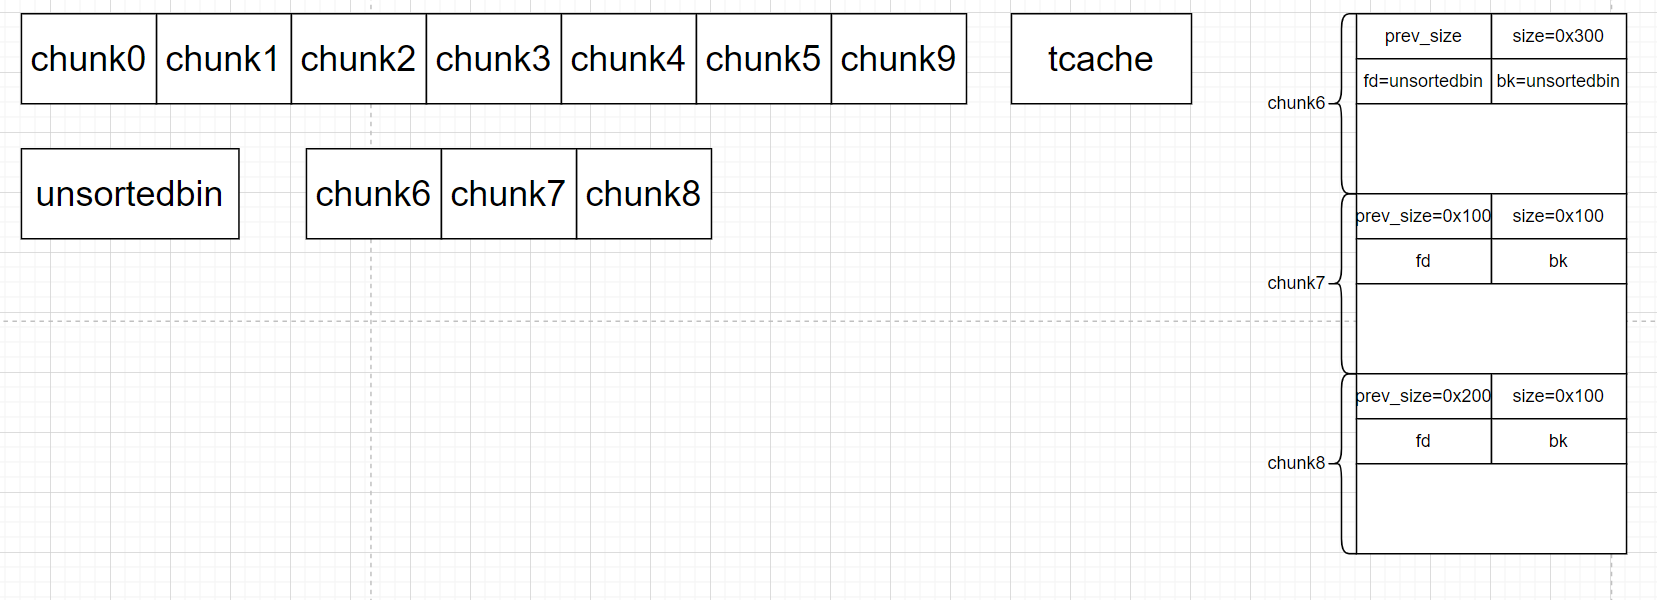 chunk0 chunk1 chunk2 chunk3 chunk4 chunk5 chunk9
tcache
unsortedbin
chunk6 chunk7 chunk8
chunk6
prev_size size=0x300
fd=unsortedbin bk=unsortedbin
chunk7
prev_size=0x100 size=0x100
fd bk
chunk8
prev_size=0x200 size=0x100
fd bk